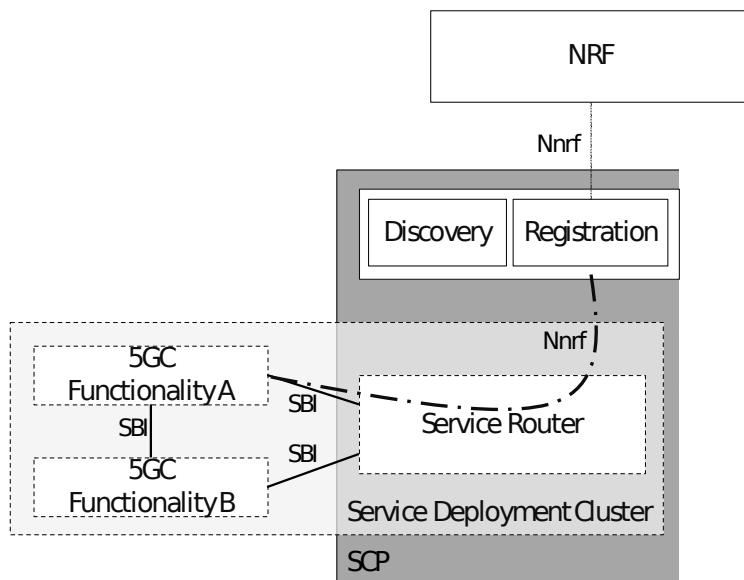 NRF
Nnrf
Discovery
Registration
Nnrf
5GC
Functionality A
SBI
SBI
Service Router
SBI
5GC
Functionality B
Service Deployment Cluster
SCP